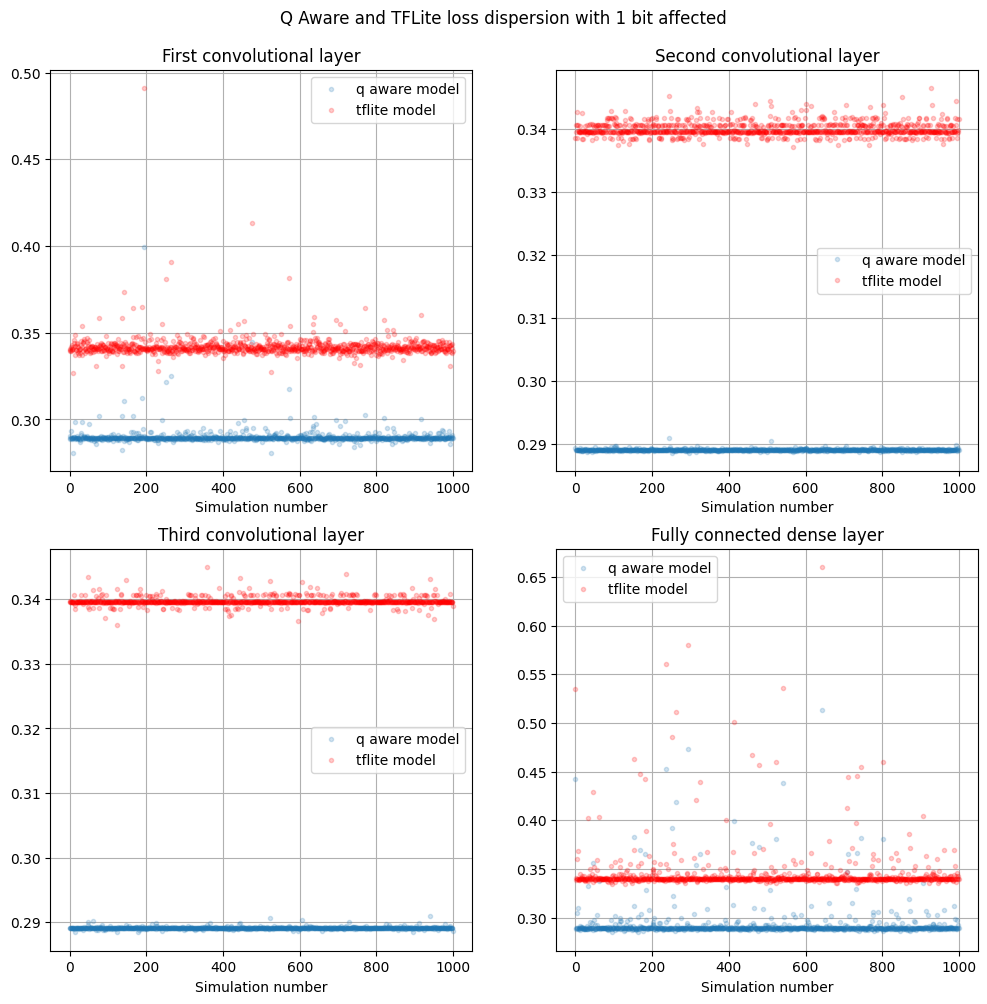 Q Aware and TFLite loss dispersion with 1 bit affected
First convolutional layer
0.50
0.45
0.40
0.35
0.30
q aware model
tflite model
0 200 400 600 800 1000
Simulation number
Second convolutional layer
0.34
0.33
0.32
0.31
0.30
0.29
q aware model
tflite model
0 200 400 600 800 1000
Simulation number
Third convolutional layer
0.34
0.33
0.32
0.31
0.30
0.29
q aware model
tflite model
0 200 400 600 800 1000
Simulation number
Fully connected dense layer
0.65
0.60
0.55
0.50
0.45
0.40
0.35
0.30
q aware model
tflite model
0 200 400 600 800 1000
Simulation number